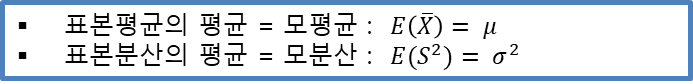 ▪ 표본평균의 평균 = 모평균 : E(X̄) = μ
▪ 표본분산의 평균 = 모분산 : E(S²) = σ²